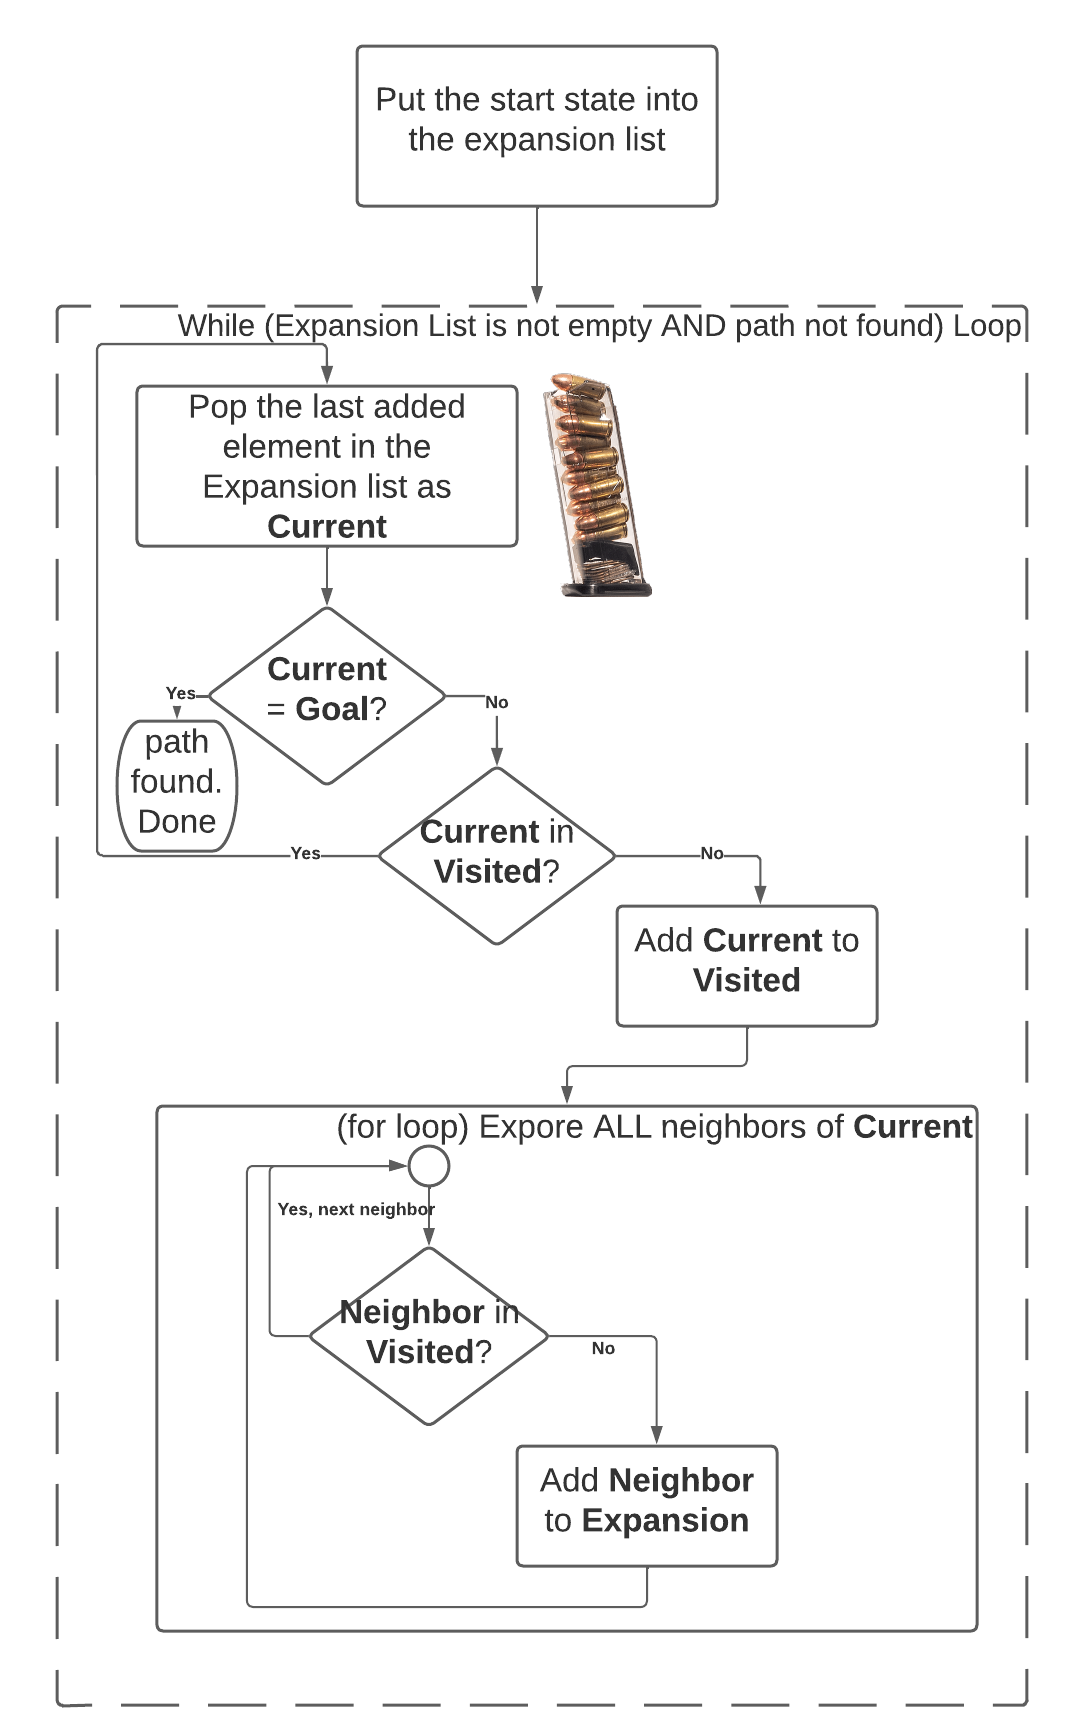 Put the start state into
the expansion list
While (Expansion List is not empty AND path not found) Loop
Pop the last added
element in the
Expansion list as
Current
Current
= Goal?
Yes
No
path
found.
Done
Current in
Visited?
Yes
No
Add Current to
Visited
(for loop) Expore ALL neighbors of Current
Yes, next neighbor
Neighbor in
Visited?
No
Add Neighbor
to Expansion